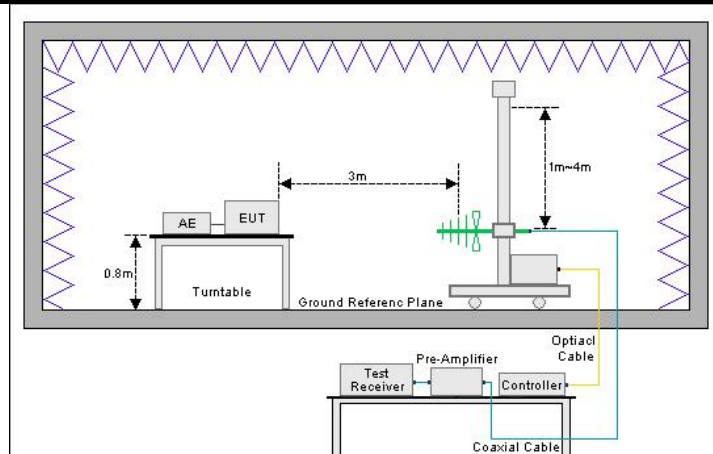 3m
1m~4m
AE
EUT
0.8m
Turntable
Ground Referenc Plane
Optiacl
Cable
Pre-Amplifier
Test
Receiver
Controller
Coaxial Cable